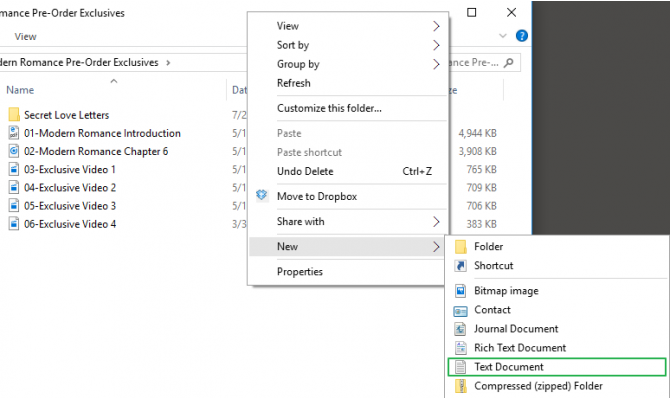 omance Pre-Order Exclusives
View
dern Romance Pre-Order Exclusives
ance Pre-...
Name
Dat
ze
Secret Love Letters
7/2
01-Modern Romance Introduction
5/1
4,944 KB
02-Modern Romance Chapter 6
5/1
3,908 KB
03-Exclusive Video 1
5/1
765 KB
04-Exclusive Video 2
5/1
709 KB
05-Exclusive Video 3
5/1
706 KB
06-Exclusive Video 4
3/3
383 KB
View
Sort by
Group by
Refresh
Customize this folder...
Paste
Paste shortcut
Undo Delete Ctrl+Z
Move to Dropbox
Share with
New
Properties
Folder
Shortcut
Bitmap image
Contact
Journal Document
Rich Text Document
Text Document
Compressed (zipped) Folder